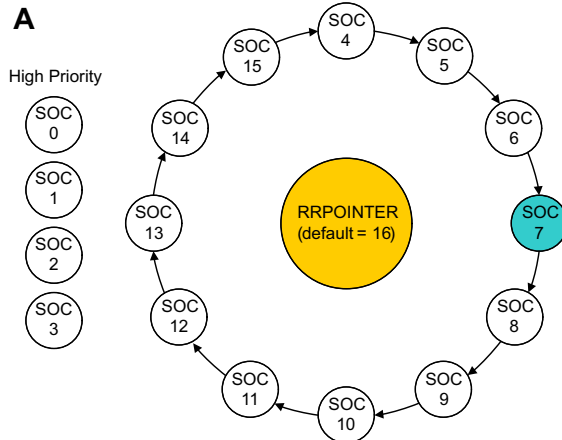 A
High Priority
SOC
0
SOC
1
SOC
2
SOC
3
SOC
4
SOC
5
SOC
6
SOC
7
SOC
8
SOC
9
SOC
10
SOC
11
SOC
12
SOC
13
SOC
14
SOC
15
RRPOINTER
(default = 16)